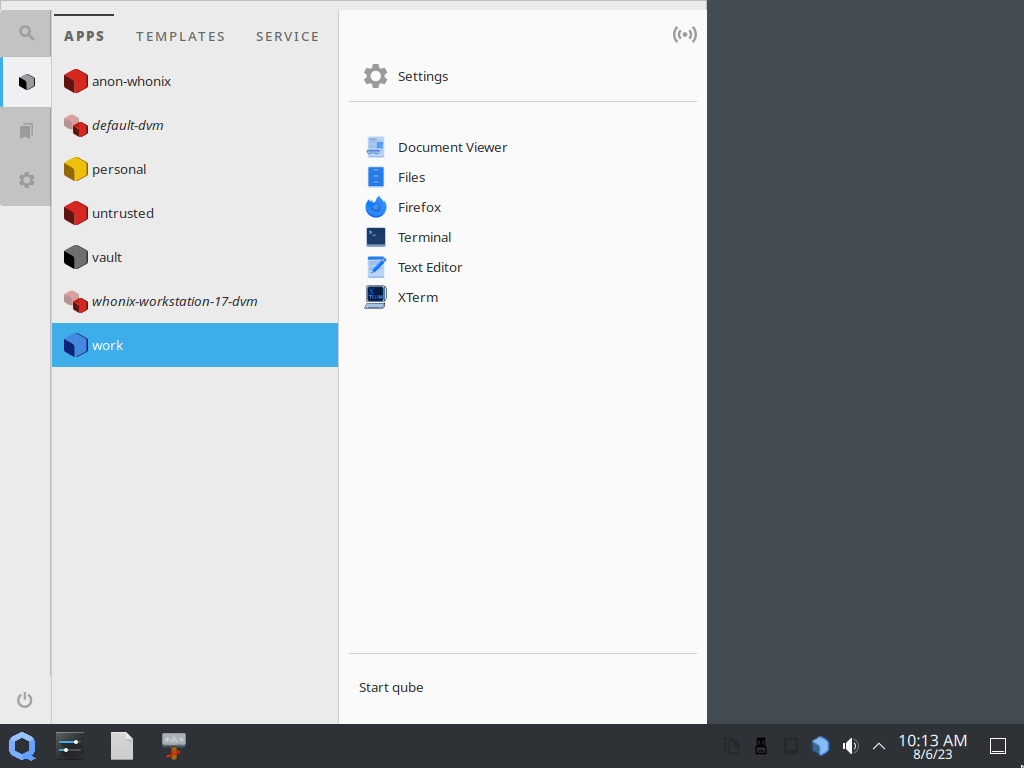 APPS TEMPLATES SERVICE
anon-whonix
default-dvm
personal
untrusted
vault
whonix-workstation-17-dvm
work
Settings
Document Viewer
Files
Firefox
Terminal
Text Editor
XTerm
Start qube
10:13 AM
8/6/23